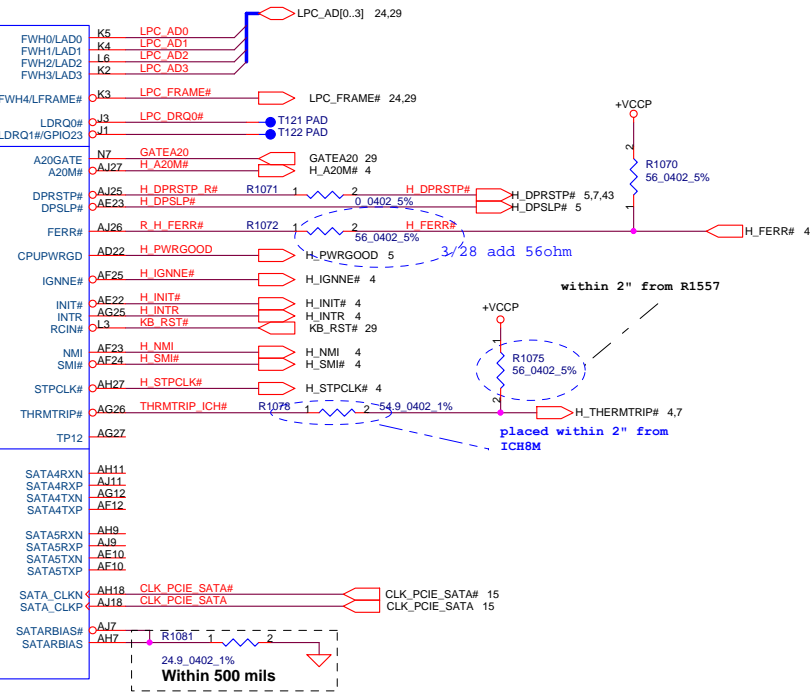 LPC_AD[0..3] 24,29
FWH0/LAD0 K5 LPC_AD0
FWH1/LAD1 K4 LPC_AD1
FWH2/LAD2 L6 LPC_AD2
FWH3/LAD3 K2 LPC_AD3
FWH4/LFRAME# K3 LPC_FRAME# LPC_FRAME# 24,29
LDRQ0# J3 LPC_DRQ0# T121 PAD
LDRQ1#/GPIO23 J1 T122 PAD
+VCCP
A20GATE N7 GATEA20 GATEA20 29
A20M# AJ27 H_A20M# H_A20M# 4
2
R1070
56_0402_5%
1
DPRSTP# AJ25 H_DPRSTP_R# R1071 1 2 H_DPRSTP# H_DPRSTP# 5,7,43
DPSLP# AE23 H_DPSLP# 0_0402_5% H_DPSLP# 5
FERR# AJ26 R_H_FERR# R1072 1 2 H_FERR# H_FERR# 4
56_0402_5%
3/28 add 56ohm
CPUPWRGD AD22 H_PWRGOOD H_PWRGOOD 5
IGNNE# AF25 H_IGNNE# H_IGNNE# 4
within 2" from R1557
INIT# AE22 H_INIT# H_INIT# 4
INTR AG25 H_INTR H_INTR 4
RCIN# L3 KB_RST# KB_RST# 29
+VCCP
NMI AF23 H_NMI H_NMI 4
SMI# AF24 H_SMI# H_SMI# 4
1
R1075
56_0402_5%
2
STPCLK# AH27 H_STPCLK# H_STPCLK# 4
THRMTRIP# AG26 THRMTRIP_ICH# R1078 1 2 54.9_0402_1% H_THERMTRIP# 4,7
placed within 2" from
ICH8M
TP12 AG27
SATA4RXN AH11
SATA4RXP AJ11
SATA4TXN AG12
SATA4TXP AF12
SATA5RXN AH9
SATA5RXP AJ9
SATA5TXN AE10
SATA5TXP AF10
SATA_CLKN AH18 CLK_PCIE_SATA# CLK_PCIE_SATA# 15
SATA_CLKP AJ18 CLK_PCIE_SATA CLK_PCIE_SATA 15
SATARBIAS# AJ7
SATARBIAS AH7 R1081 1 2
24.9_0402_1%
Within 500 mils